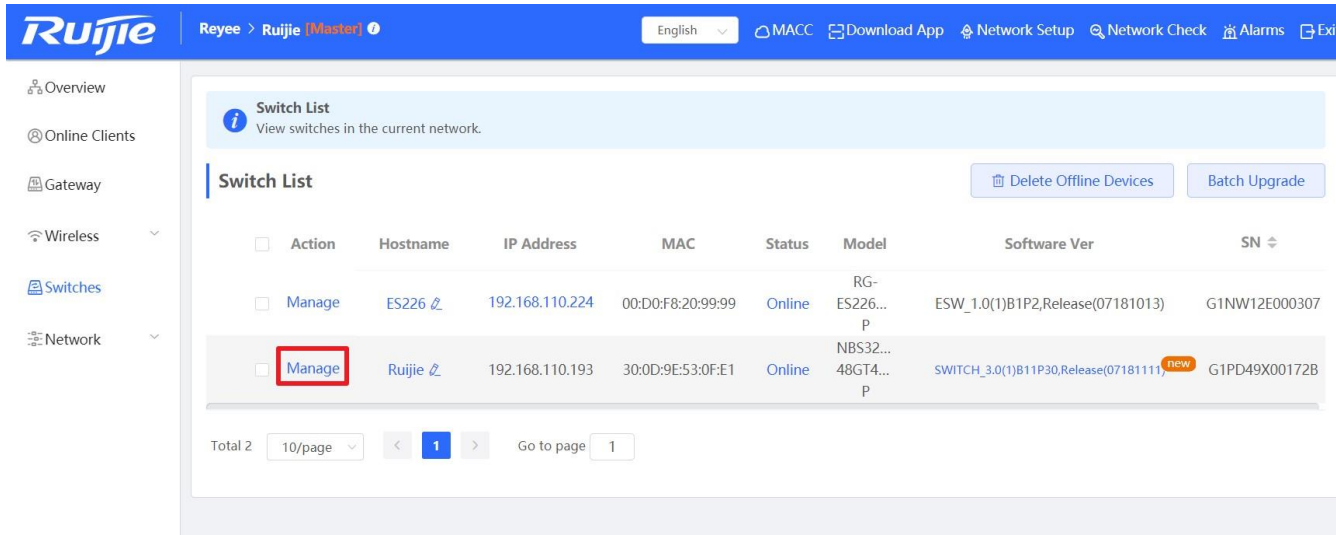 Ruijie
Reyee > Ruijie [Master]
English
MACC
Download App
Network Setup
Network Check
Alarms
Exi
Overview
Online Clients
Gateway
Wireless
Switches
Network
Switch List
View switches in the current network.
Switch List
Delete Offline Devices
Batch Upgrade
Action Hostname IP Address MAC Status Model Software Ver SN
Manage ES226 192.168.110.224 00:D0:F8:20:99:99 Online RG-
ES226...
P
ESW_1.0(1)B1P2,Release(07181013) G1NW12E000307
Manage Ruijie 192.168.110.193 30:0D:9E:53:0F:E1 Online NBS32...
48GT4...
P
SWITCH_3.0(1)B11P30,Release(07181111) new G1PD49X00172B
Total 2 10/page < 1 > Go to page 1